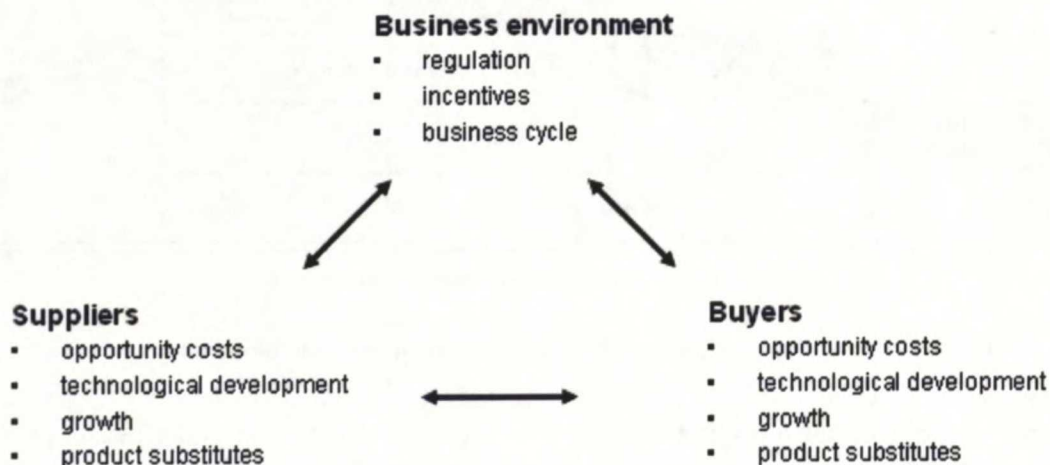 Business environment
▪ regulation
▪ incentives
▪ business cycle
Suppliers
▪ opportunity costs
▪ technological development
▪ growth
▪ product substitutes
Buyers
▪ opportunity costs
▪ technological development
▪ growth
▪ product substitutes